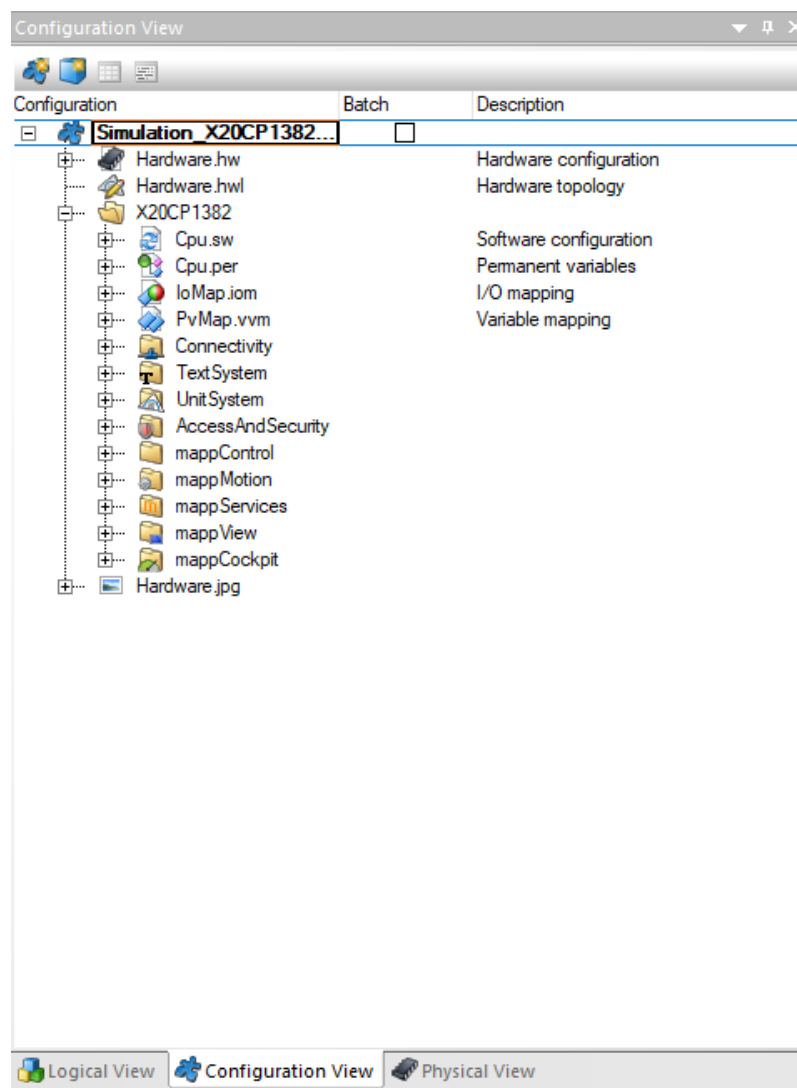 Configuration View
Configuration Batch Description
Simulation_X20CP1382...
Hardware.hw Hardware configuration
Hardware.hwl Hardware topology
X20CP1382
Cpu.sw Software configuration
Cpu.per Permanent variables
IoMap.iom I/O mapping
PvMap.vvm Variable mapping
Connectivity
TextSystem
UnitSystem
AccessAndSecurity
mappControl
mappMotion
mappServices
mappView
mappCockpit
Hardware.jpg
Logical View Configuration View Physical View